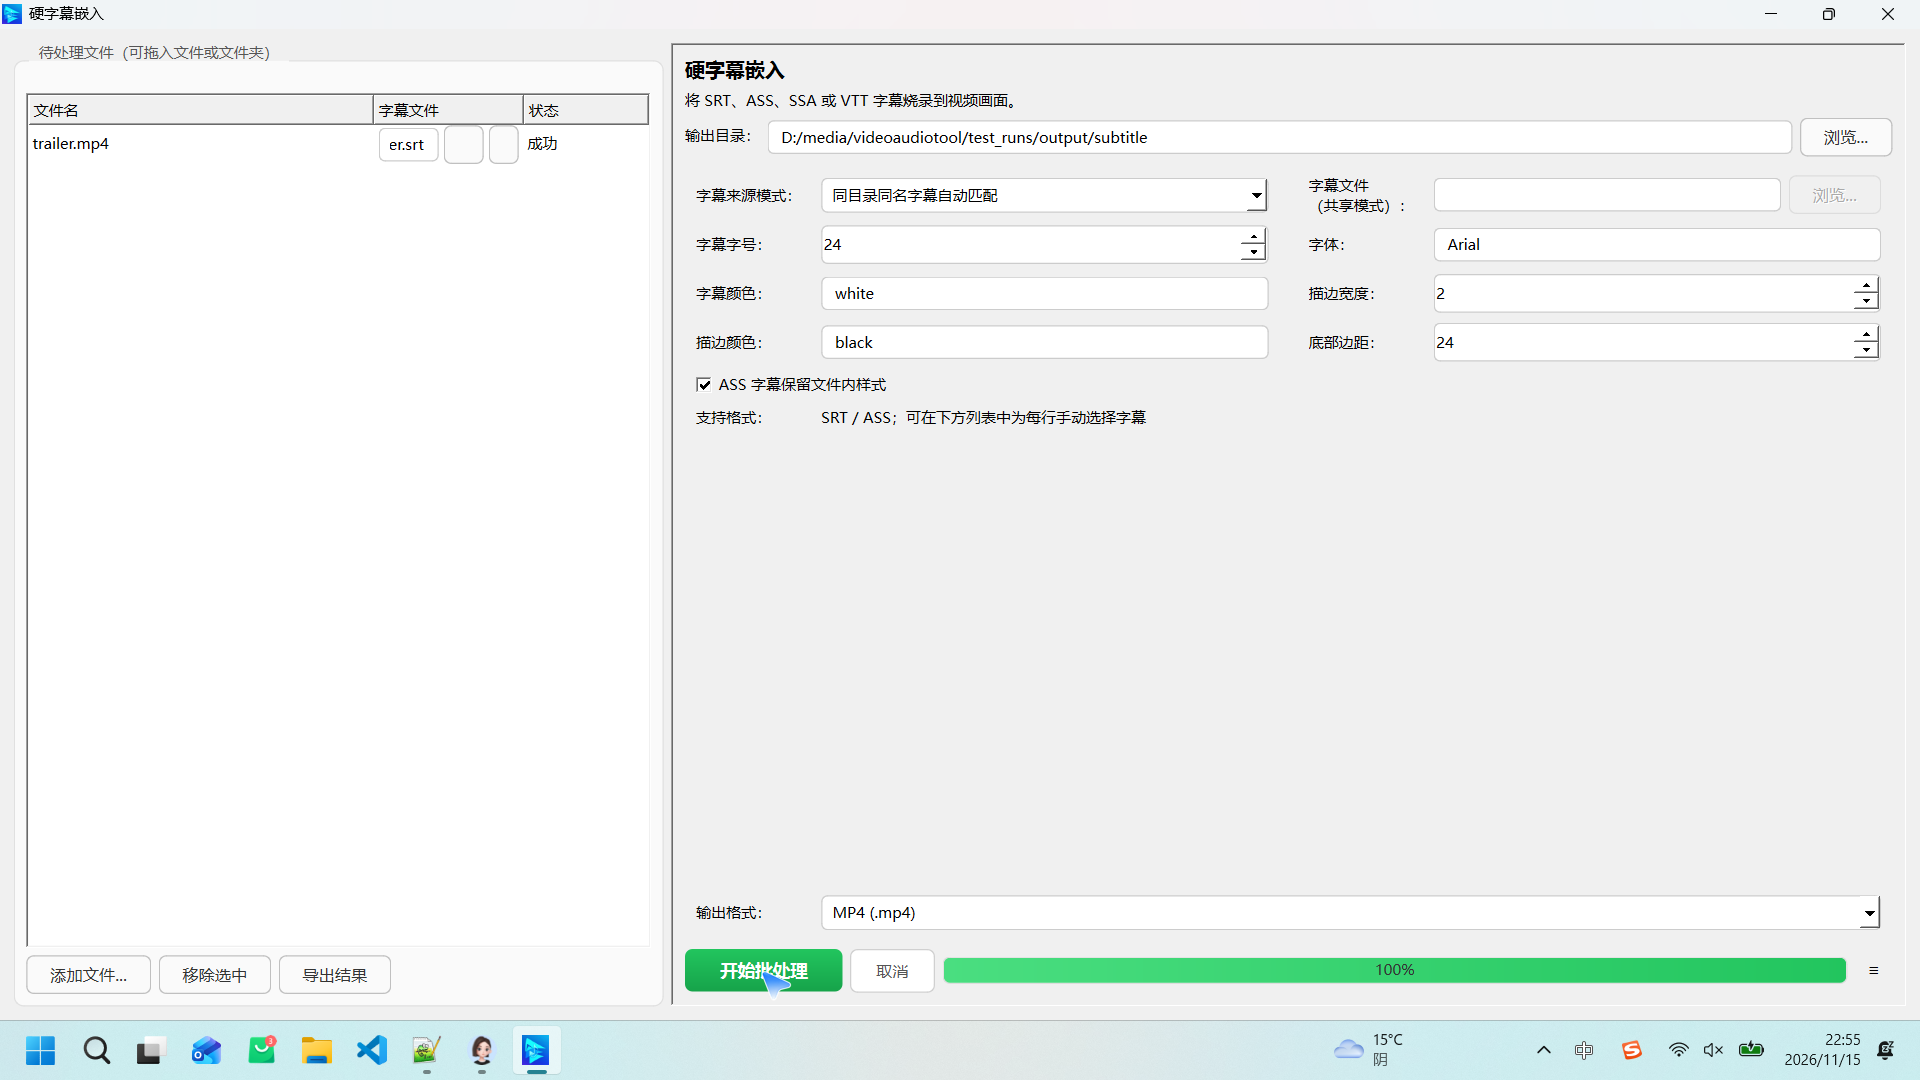 硬字幕嵌入
待处理文件（可拖入文件或文件夹）
文件名 字幕文件 状态
trailer.mp4 er.srt 成功
添加文件... 移除选中 导出结果
硬字幕嵌入
将 SRT、ASS、SSA 或 VTT 字幕烧录到视频画面。
输出目录： D:/media/videoaudiotool/test_runs/output/subtitle 浏览...
字幕来源模式： 同目录同名字幕自动匹配
字幕文件
（共享模式）： 浏览...
字幕字号： 24 字体： Arial
字幕颜色： white 描边宽度： 2
描边颜色： black 底部边距： 24
ASS 字幕保留文件内样式
支持格式： SRT / ASS；可在下方列表中为每行手动选择字幕
输出格式： MP4 (.mp4)
开始批处理 取消 100%
3
15°C
阴
中
22:55
2026/11/15